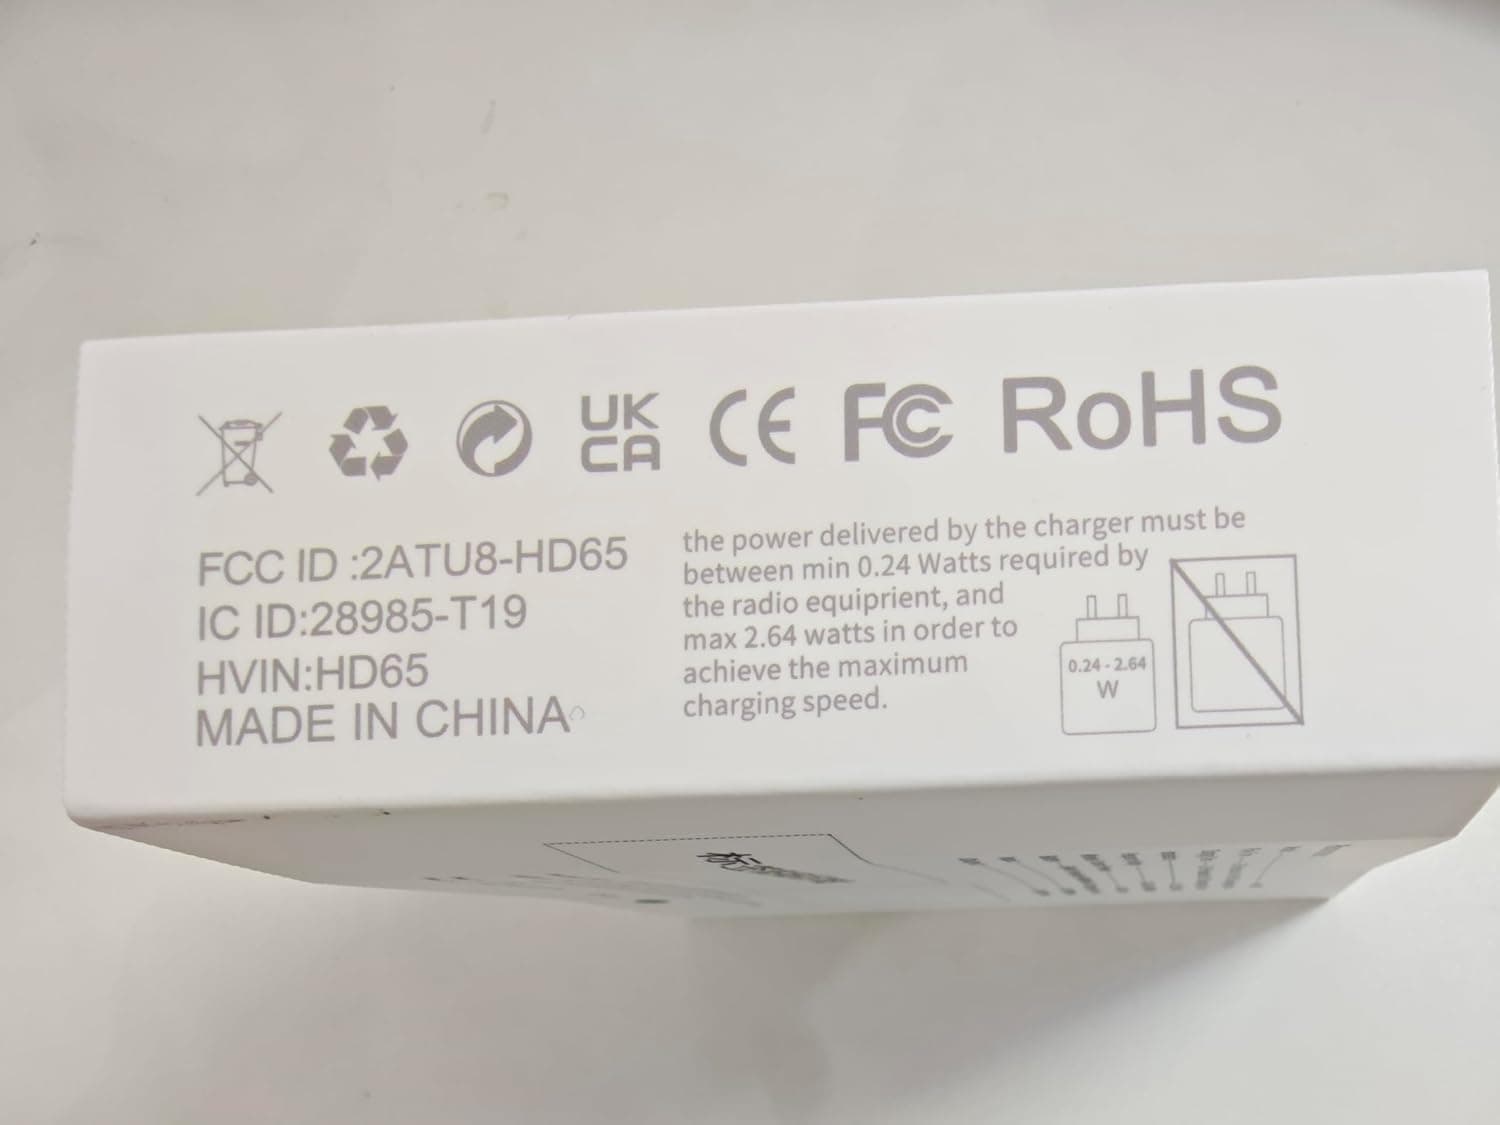 UK
CA
CE FC RoHS
FCC ID :2ATU8-HD65
IC ID:28985-T19
HVIN:HD65
MADE IN CHINA
the power delivered by the charger must be
between min 0.24 Watts required by
the radio equiprient, and
max 2.64 watts in order to
achieve the maximum
charging speed.
0.24 - 2.64
W